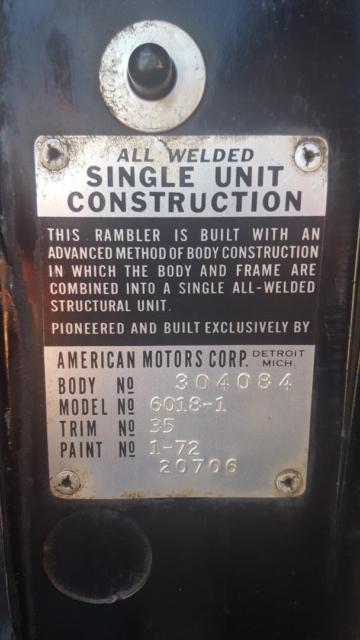 ALL WELDED
SINGLE UNIT
CONSTRUCTION
THIS RAMBLER IS BUILT WITH AN
ADVANCED METHOD OF BODY CONSTRUCTION
IN WHICH THE BODY AND FRAME ARE
COMBINED INTO A SINGLE ALL-WELDED
STRUCTURAL UNIT.
PIONEERED AND BUILT EXCLUSIVELY BY
AMERICAN MOTORS CORP. DETROIT MICH.
BODY Nº 304084
MODEL Nº 6018-1
TRIM Nº 35
PAINT Nº 1-72
20706